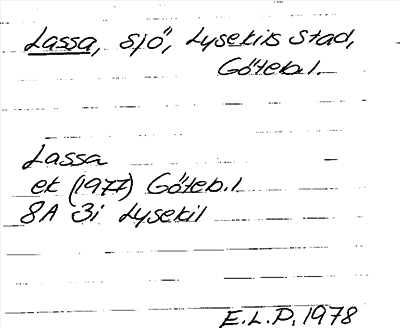 Lassa, sjö, Lysekils stad,
Göteb.l.
Lassa
ek (1977) Göteb.l
8A 3i Lysekil
E.L.P. 1978